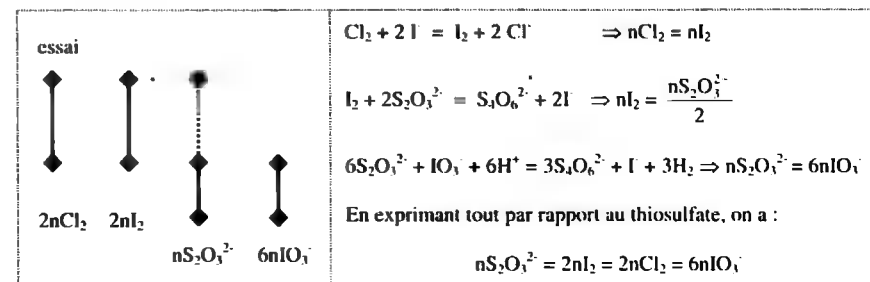 essai
2nCl₂ 2nI₂
nS₂O₃²⁻ 6nIO₃⁻
Cl₂ + 2 I⁻ = I₂ + 2 Cl⁻ ⇒ nCl₂ = nI₂
I₂ + 2S₂O₃²⁻ = S₄O₆²⁻ + 2I⁻ ⇒ nI₂ = nS₂O₃²⁻ / 2
6S₂O₃²⁻ + IO₃⁻ + 6H⁺ = 3S₄O₆²⁻ + I⁻ + 3H₂ ⇒ nS₂O₃²⁻ = 6nIO₃⁻
En exprimant tout par rapport au thiosulfate, on a :
nS₂O₃²⁻ = 2nI₂ = 2nCl₂ = 6nIO₃⁻